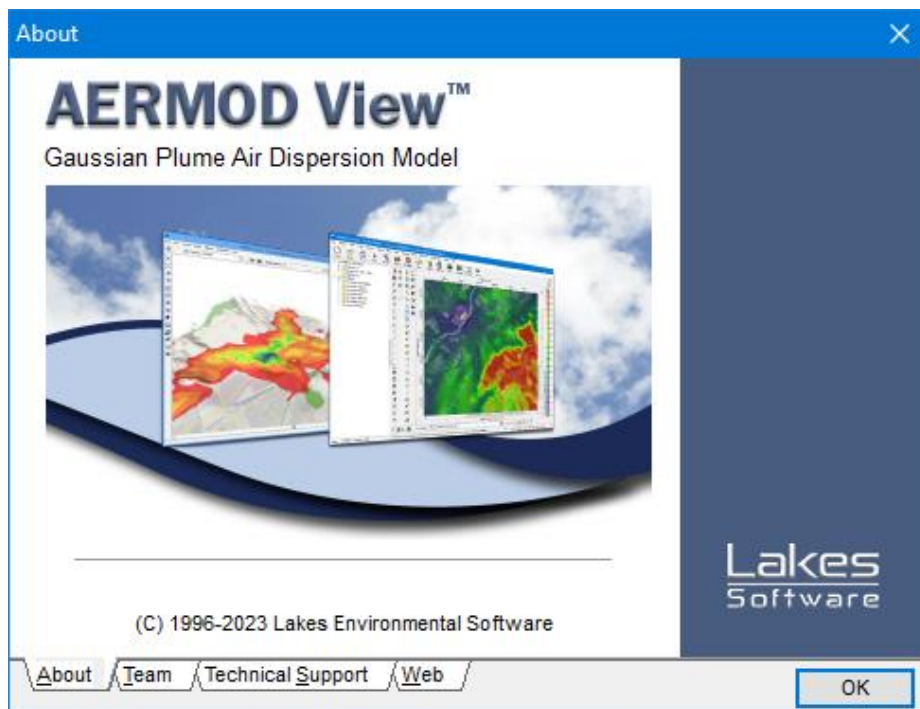 About
AERMOD View™
Gaussian Plume Air Dispersion Model
Lakes
Software
(C) 1996-2023 Lakes Environmental Software
About
Team
Technical Support
Web
OK